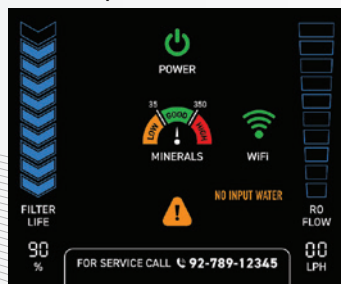 POWER
35 350
LOW GOOD HIGH
MINERALS
WiFi
NO INPUT WATER
FILTER
LIFE
RO
FLOW
90
%
FOR SERVICE CALL 92-789-12345
00
LPH